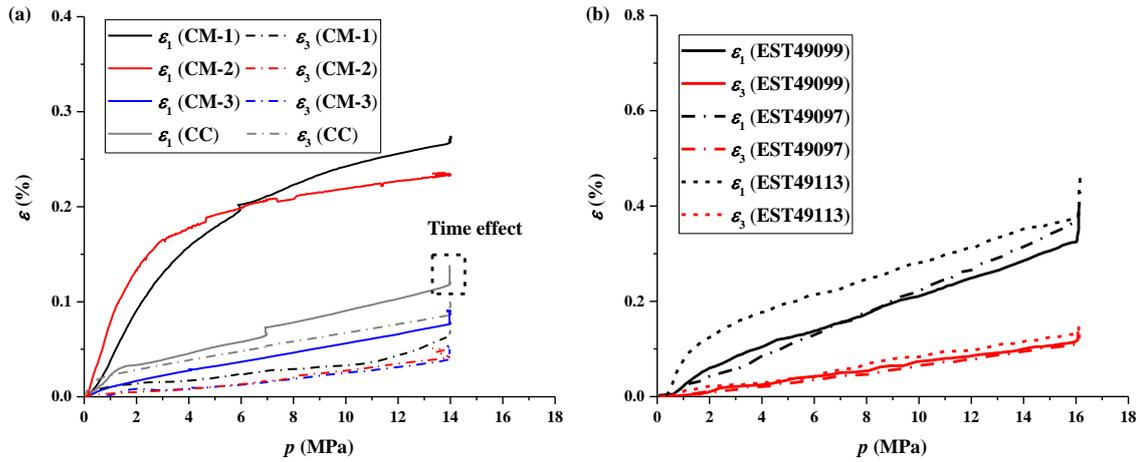 (a)
0.4
0.3
0.2
0.1
0.0
ε (%)
ε1 (CM-1) ε3 (CM-1)
ε1 (CM-2) ε3 (CM-2)
ε1 (CM-3) ε3 (CM-3)
ε1 (CC) ε3 (CC)
Time effect
0 2 4 6 8 10 12 14 16 18
p (MPa)
(b)
0.8
0.6
0.4
0.2
0.0
ε (%)
ε1 (EST49099)
ε3 (EST49099)
ε1 (EST49097)
ε3 (EST49097)
ε1 (EST49113)
ε3 (EST49113)
0 2 4 6 8 10 12 14 16 18
p (MPa)